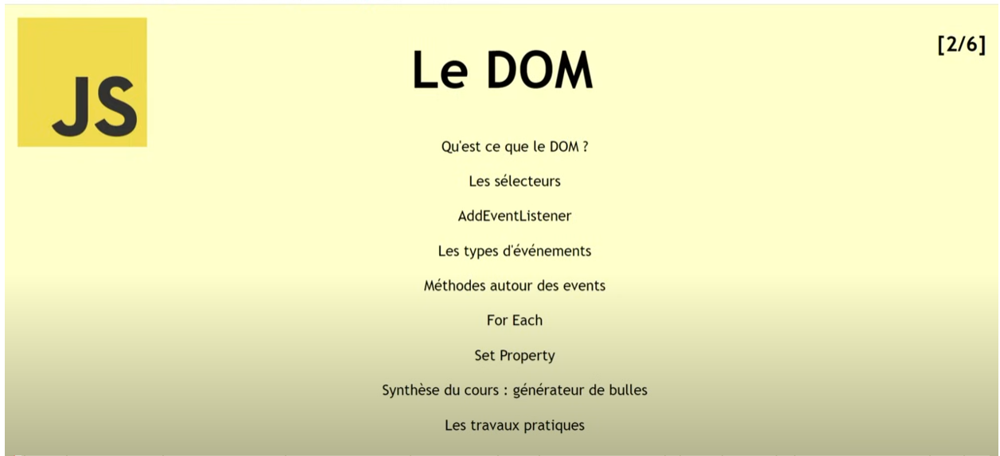 JS
Le DOM
[2/6]
Qu'est ce que le DOM ?
Les sélecteurs
AddEventListener
Les types d'événements
Méthodes autour des events
For Each
Set Property
Synthèse du cours : générateur de bulles
Les travaux pratiques